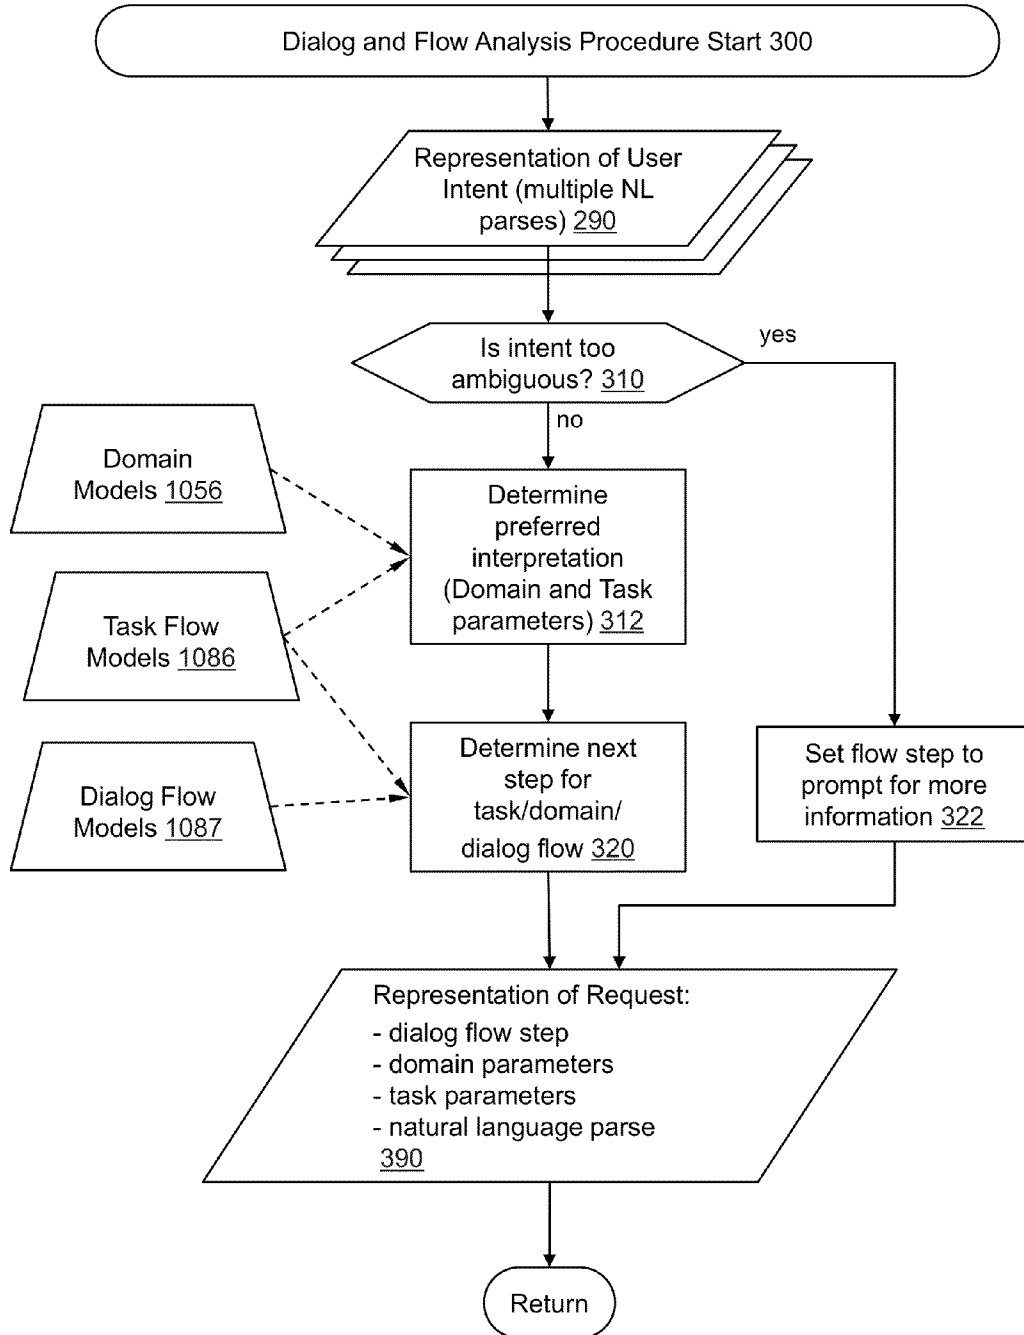 Dialog and Flow Analysis Procedure Start 300
Representation of User
Intent (multiple NL
parses) 290
Is intent too
ambiguous? 310
yes
no
Domain
Models 1056
Determine
preferred
interpretation
(Domain and Task
parameters) 312
Task Flow
Models 1086
Dialog Flow
Models 1087
Determine next
step for
task/domain/
dialog flow 320
Set flow step to
prompt for more
information 322
Representation of Request:
- dialog flow step
- domain parameters
- task parameters
- natural language parse
390
Return